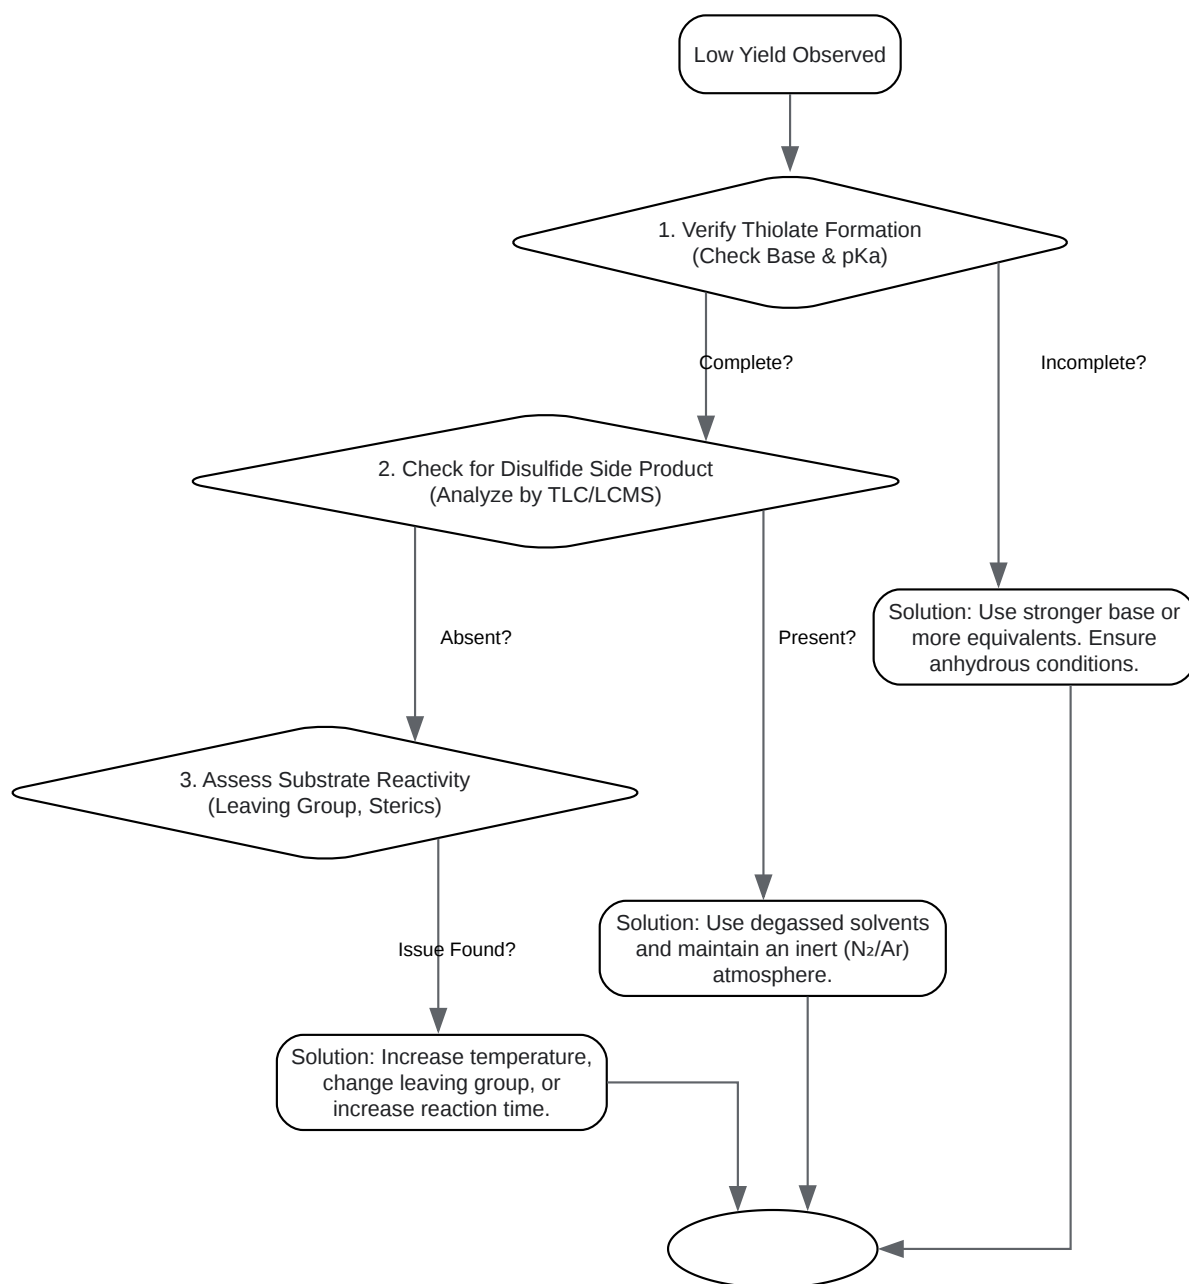 Low Yield Observed
1. Verify Thiolate Formation
(Check Base & pKa)
Complete?
Incomplete?
2. Check for Disulfide Side Product
(Analyze by TLC/LCMS)
Solution: Use stronger base or
more equivalents. Ensure
anhydrous conditions.
Absent?
Present?
3. Assess Substrate Reactivity
(Leaving Group, Sterics)
Solution: Use degassed solvents
and maintain an inert (N₂/Ar)
atmosphere.
Issue Found?
Solution: Increase temperature,
change leaving group, or
increase reaction time.